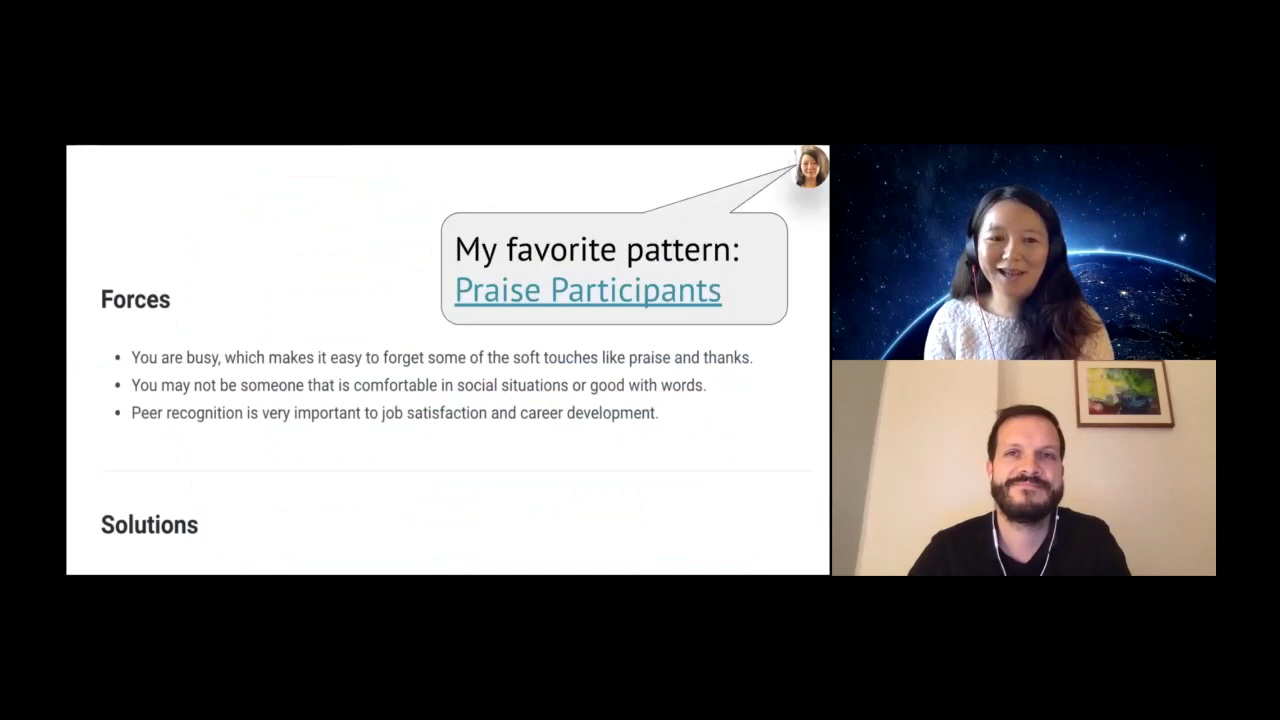 My favorite pattern:
Praise Participants
Forces
• You are busy, which makes it easy to forget some of the soft touches like praise and thanks.
• You may not be someone that is comfortable in social situations or good with words.
• Peer recognition is very important to job satisfaction and career development.
Solutions